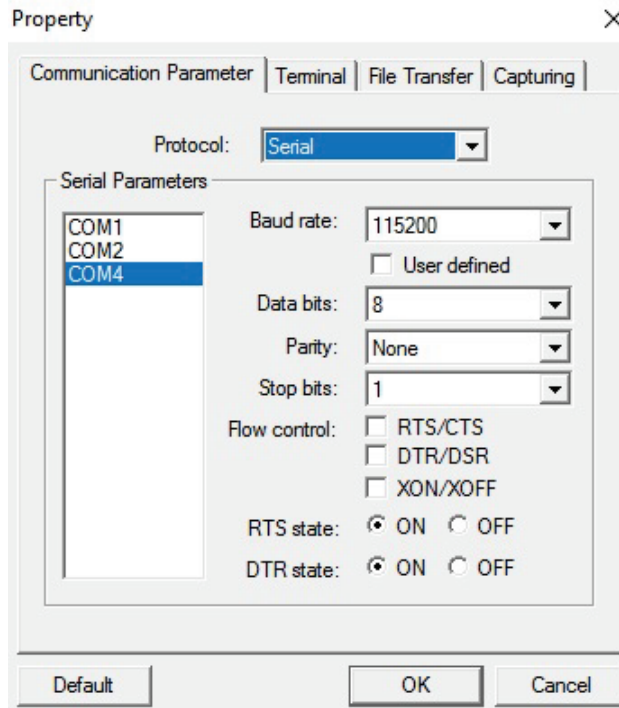 Property
Communication Parameter Terminal File Transfer Capturing
Protocol: Serial
Serial Parameters
COM1
COM2
COM4
Baud rate: 115200
User defined
Data bits: 8
Parity: None
Stop bits: 1
Flow control: RTS/CTS
DTR/DSR
XON/XOFF
RTS state: ON OFF
DTR state: ON OFF
Default OK Cancel